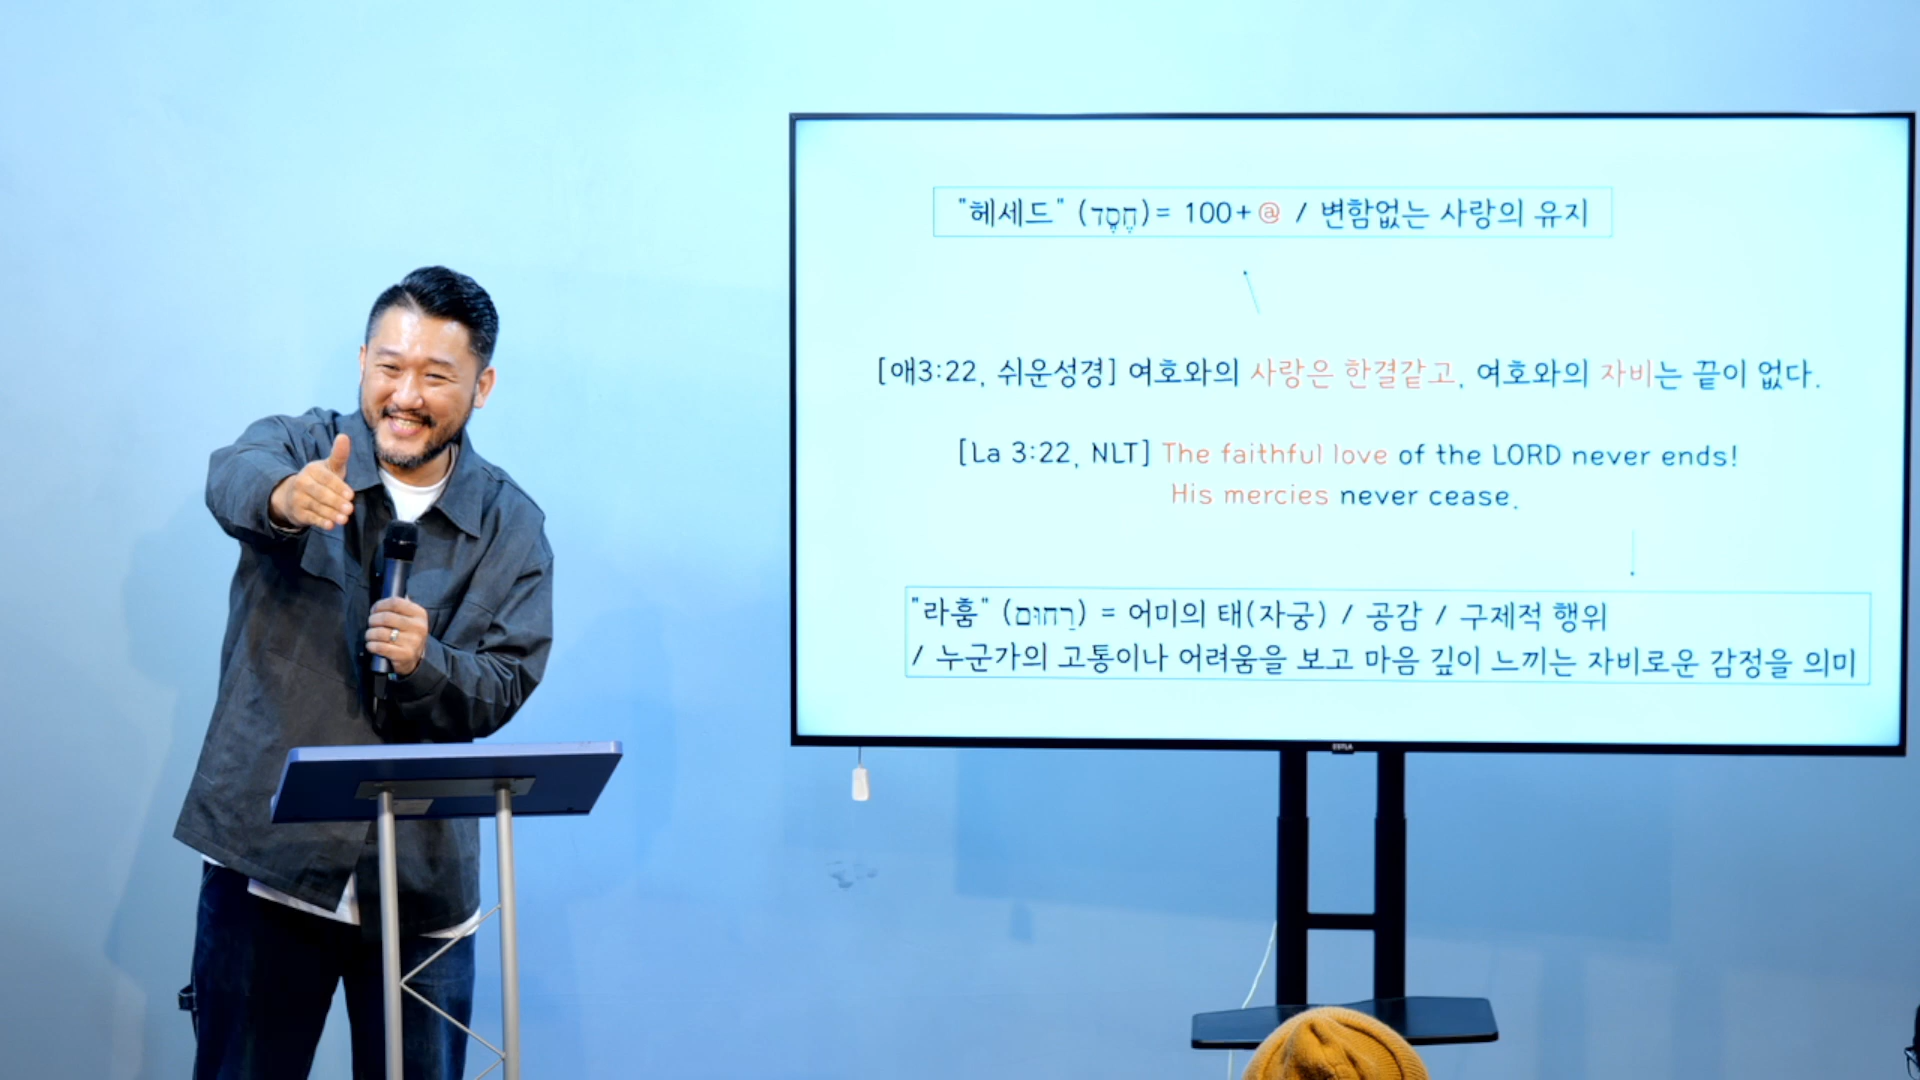 "헤세드" (חֶסֶד)= 100+@ / 변함없는 사랑의 유지
[애3:22, 쉬운성경] 여호와의 사랑은 한결같고, 여호와의 자비는 끝이 없다.
[La 3:22, NLT] The faithful love of the LORD never ends!
His mercies never cease.
"라훔" (רַחוּם) = 어미의 태(자궁) / 공감 / 구제적 행위
/ 누군가의 고통이나 어려움을 보고 마음 깊이 느끼는 자비로운 감정을 의미
ESTLA